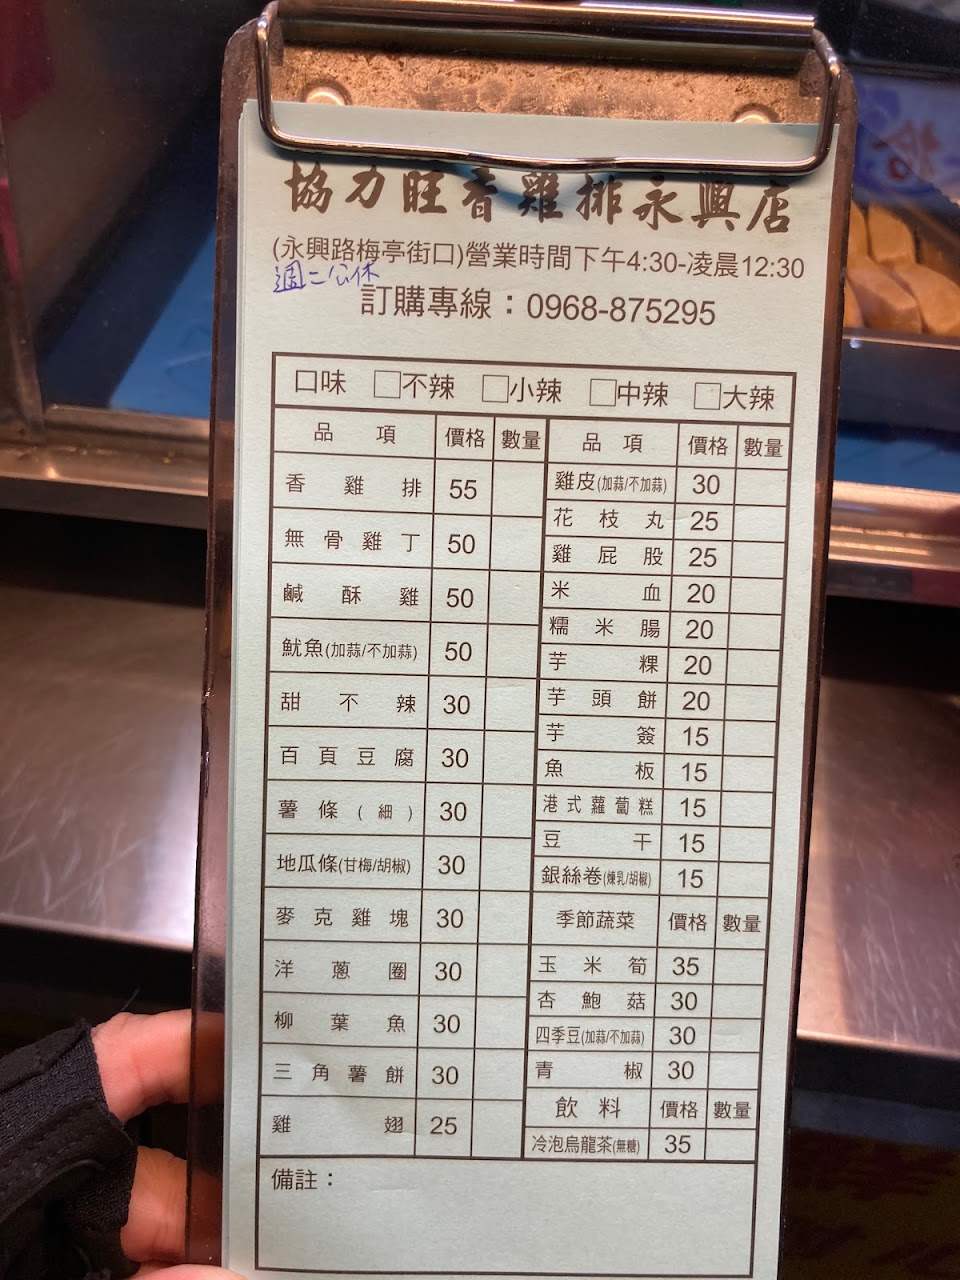 協力旺香雞排永興店
(永興路梅亭街口)營業時間下午4:30-凌晨12:30
週二公休
訂購專線：0968-875295
口味 □不辣 □小辣 □中辣 □大辣
品項 價格 數量
香雞排 55
無骨雞丁 50
鹹酥雞 50
魷魚(加蒜/不加蒜) 50
甜不辣 30
百頁豆腐 30
薯條(細) 30
地瓜條(甘梅/胡椒) 30
麥克雞塊 30
洋蔥圈 30
柳葉魚 30
三角薯餅 30
雞翅 25
品項 價格 數量
雞皮(加蒜/不加蒜) 30
花枝丸 25
雞屁股 25
米血 20
糯米腸 20
芋粿 20
芋頭餅 20
芋簽 15
魚板 15
港式蘿蔔糕 15
豆干 15
銀絲卷(煉乳/胡椒) 15
季節蔬菜 價格 數量
玉米筍 35
杏鮑菇 30
四季豆(加蒜/不加蒜) 30
青椒 30
飲料 價格 數量
冷泡烏龍茶(無糖) 35
備註：